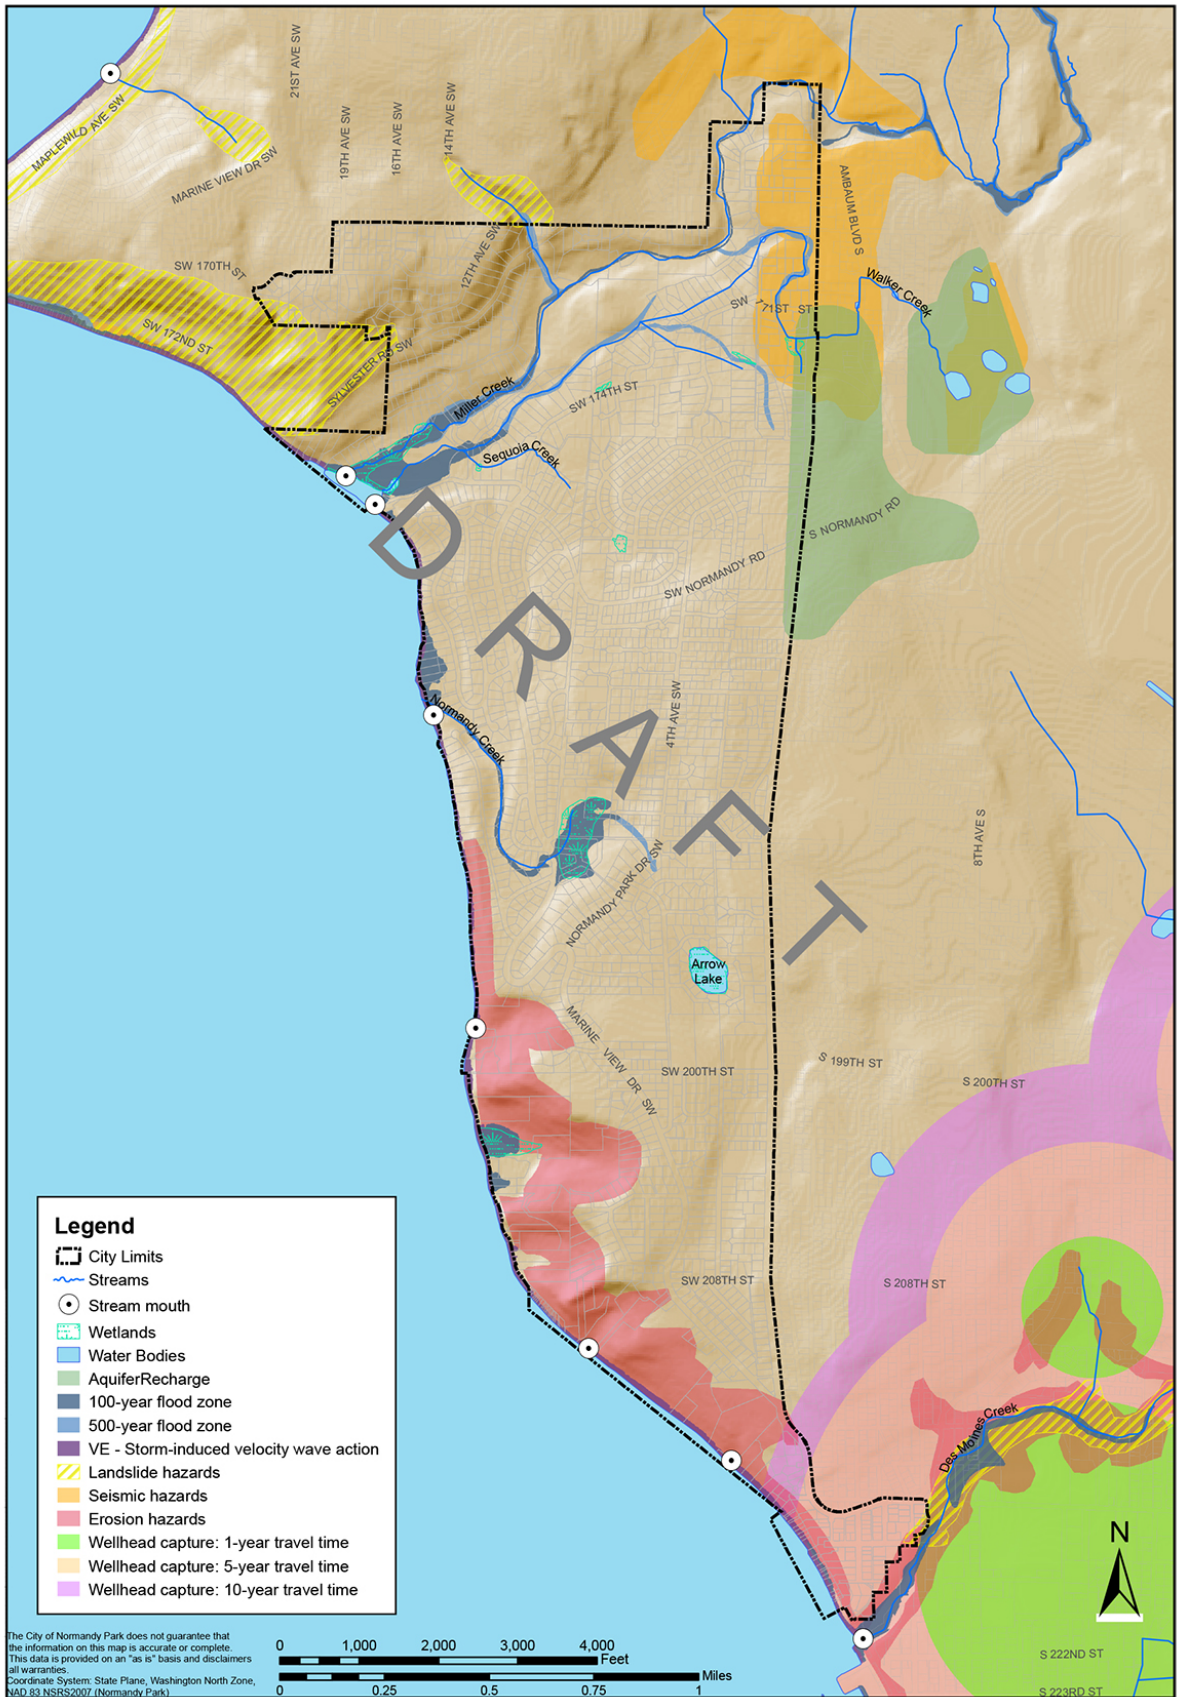 21ST AVE SW
19TH AVE SW
16TH AVE SW
14TH AVE SW
MAPLEWILD AVE SW
MARINE VIEW DR SW
AMBAUM BLVD S
12TH AVE SW
SW 170TH ST
Walker Creek
SW 171ST ST
SW 172ND ST
SYLVESTER RD SW
Miller Creek
SW 174TH ST
Sequoia Creek
S NORMANDY RD
SW NORMANDY RD
DRAFT
4TH AVE SW
Normandy Creek
8TH AVE S
NORMANDY PARK DR SW
Arrow
Lake
MARINE VIEW DR SW
SW 200TH ST
S 199TH ST
S 200TH ST
SW 208TH ST
S 208TH ST
Des Moines Creek
Legend
City Limits
Streams
Stream mouth
Wetlands
Water Bodies
AquiferRecharge
100-year flood zone
500-year flood zone
VE - Storm-induced velocity wave action
Landslide hazards
Seismic hazards
Erosion hazards
Wellhead capture: 1-year travel time
Wellhead capture: 5-year travel time
Wellhead capture: 10-year travel time
N
The City of Normandy Park does not guarantee that
the information on this map is accurate or complete.
This data is provided on an "as is" basis and disclaimers
all warranties.
Coordinate System: State Plane, Washington North Zone,
NAD 83 NSRS2007 (Normandy Park)
0 1,000 2,000 3,000 4,000
Feet
Miles
0 0.25 0.5 0.75 1
S 222ND ST
S 223RD ST